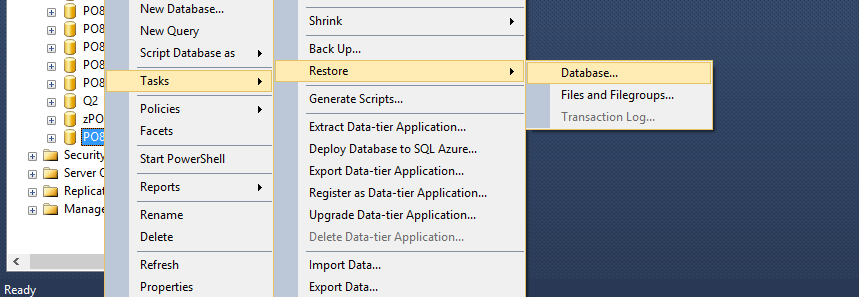 PO8
PO8
PO8
PO8
PO8
Q2
zPO
PO8
Security
Server O
Replicat
Manage
Ready
New Database...
New Query
Script Database as
Tasks
Policies
Facets
Start PowerShell
Reports
Rename
Delete
Refresh
Properties
Shrink
Back Up...
Restore
Generate Scripts...
Extract Data-tier Application...
Deploy Database to SQL Azure...
Export Data-tier Application...
Register as Data-tier Application...
Upgrade Data-tier Application...
Delete Data-tier Application...
Import Data...
Export Data...
Database...
Files and Filegroups...
Transaction Log...